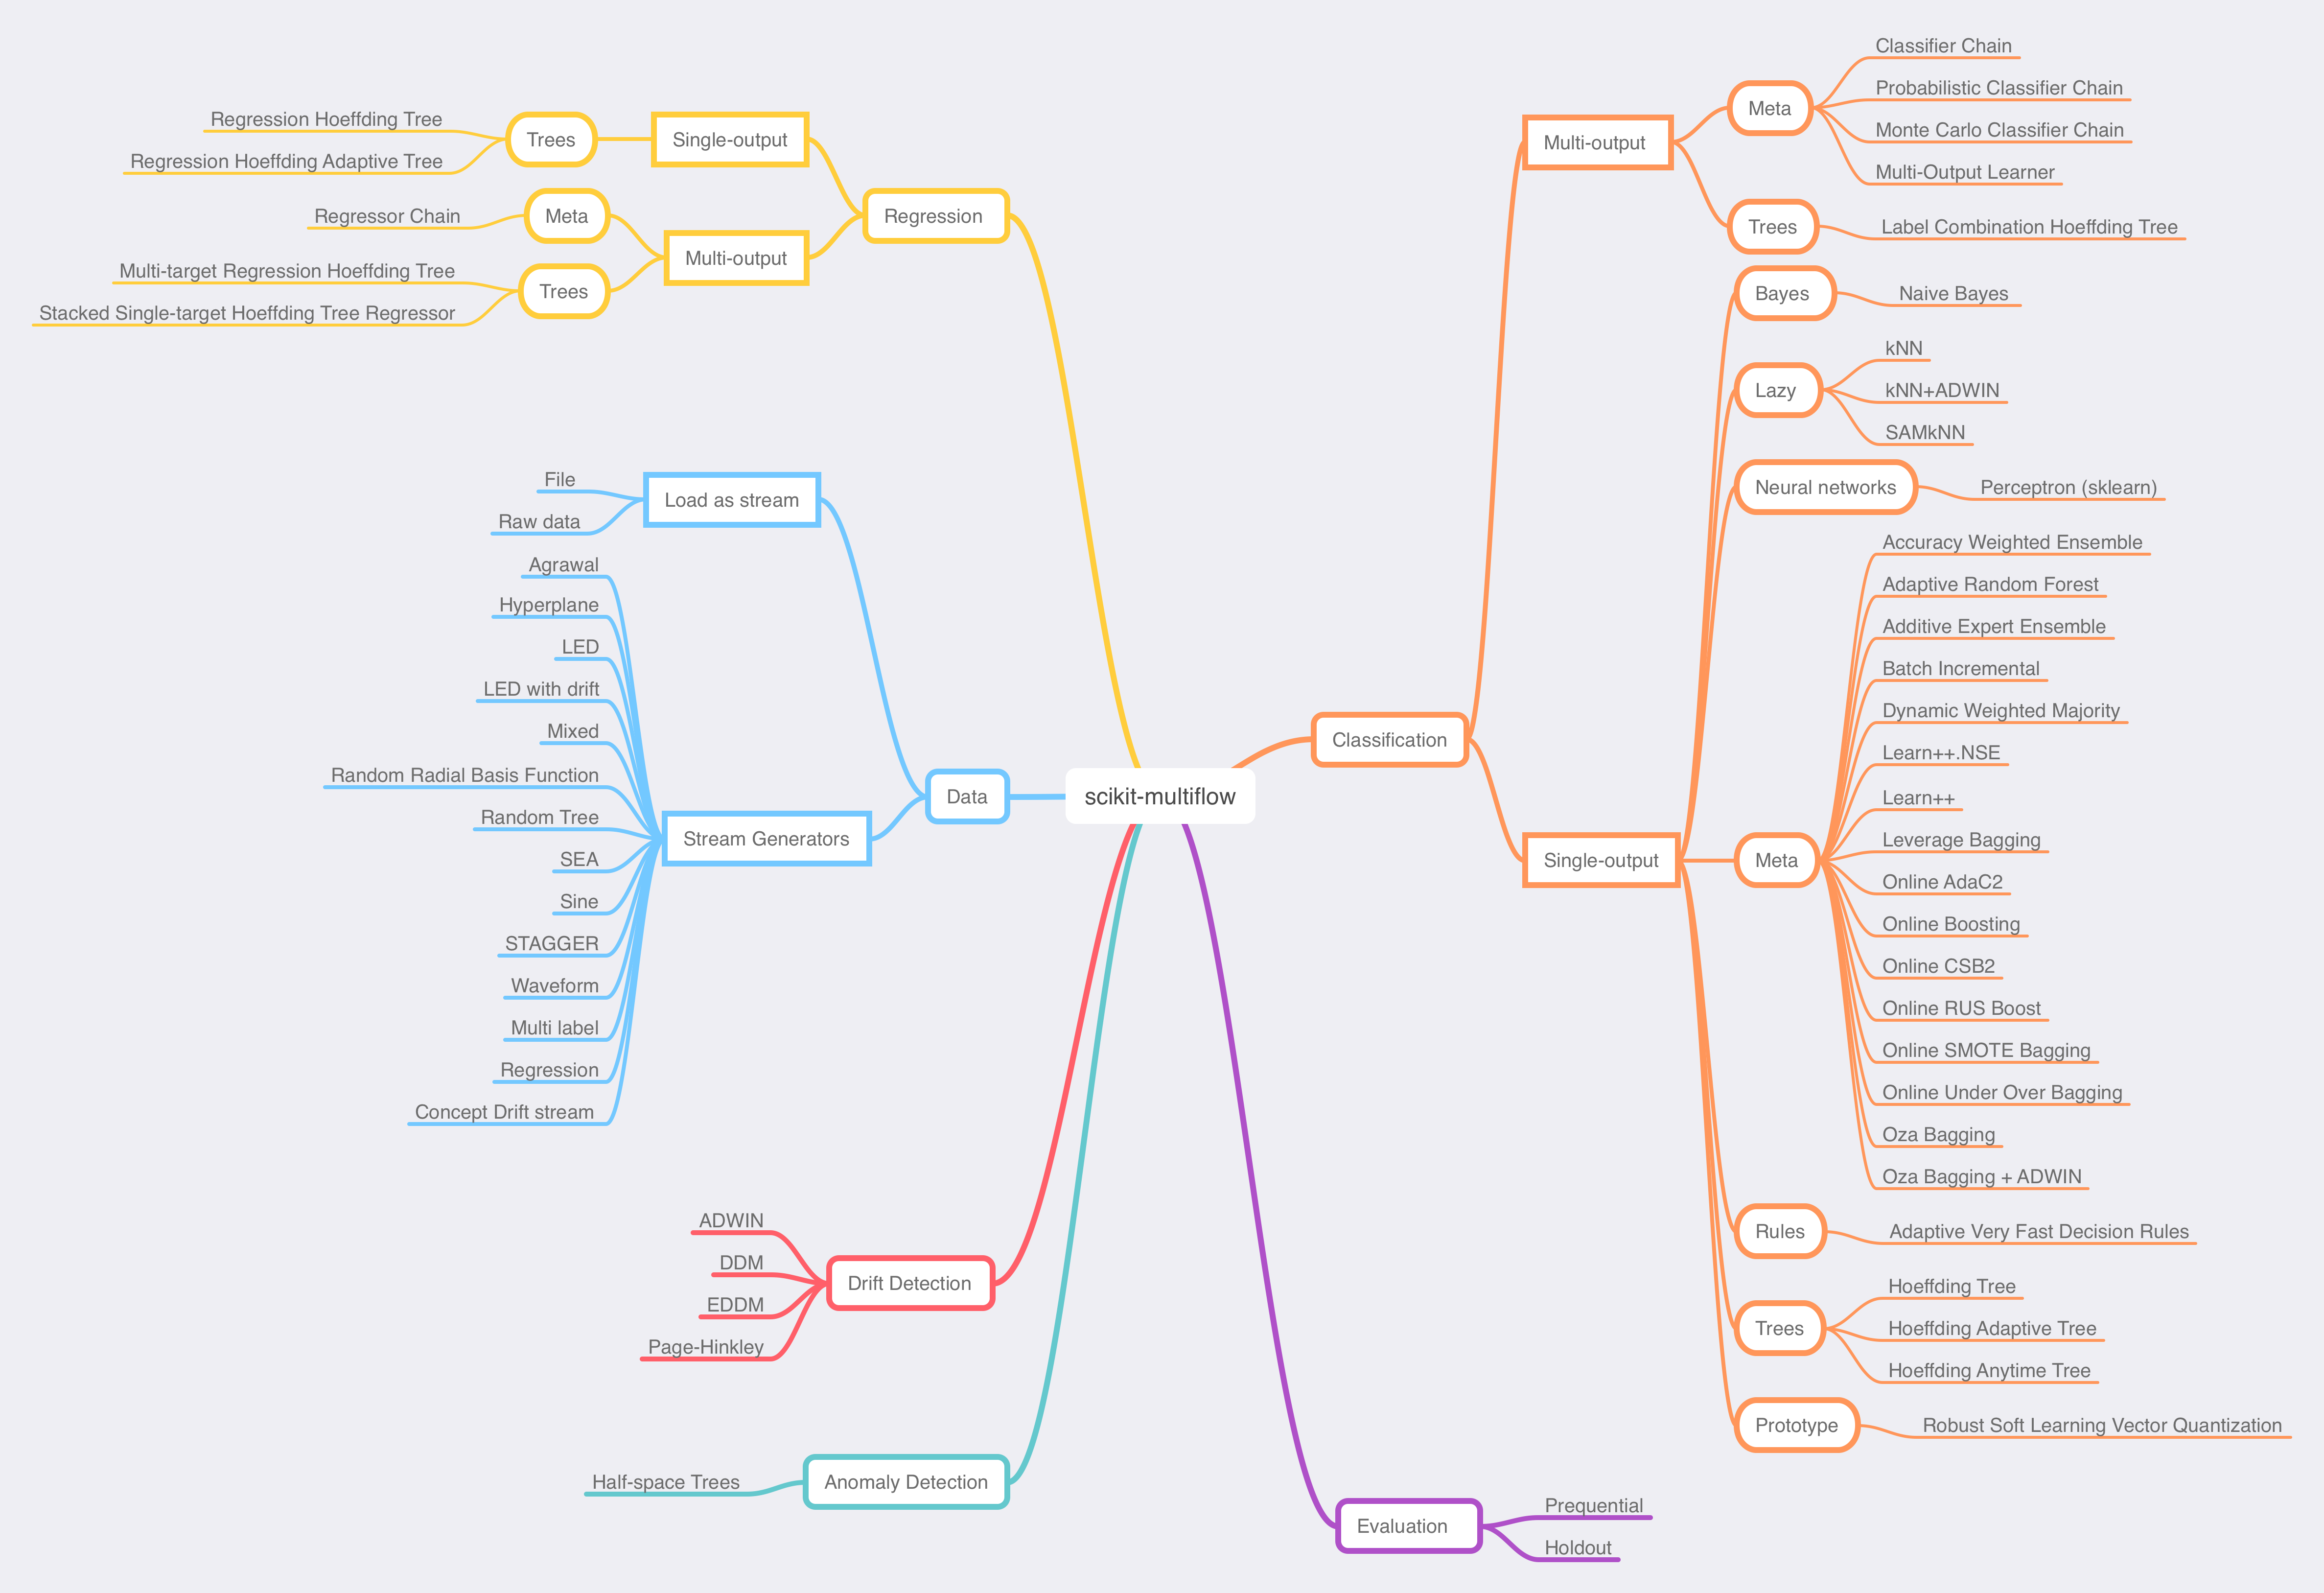 scikit-multiflow
Regression
Single-output
Trees
Regression Hoeffding Tree
Regression Hoeffding Adaptive Tree
Multi-output
Meta
Regressor Chain
Trees
Multi-target Regression Hoeffding Tree
Stacked Single-target Hoeffding Tree Regressor
Data
Load as stream
File
Raw data
Stream Generators
Agrawal
Hyperplane
LED
LED with drift
Mixed
Random Radial Basis Function
Random Tree
SEA
Sine
STAGGER
Waveform
Multi label
Regression
Concept Drift stream
Drift Detection
ADWIN
DDM
EDDM
Page-Hinkley
Anomaly Detection
Half-space Trees
Classification
Multi-output
Meta
Classifier Chain
Probabilistic Classifier Chain
Monte Carlo Classifier Chain
Multi-Output Learner
Trees
Label Combination Hoeffding Tree
Single-output
Bayes
Naive Bayes
Lazy
kNN
kNN+ADWIN
SAMkNN
Neural networks
Perceptron (sklearn)
Meta
Accuracy Weighted Ensemble
Adaptive Random Forest
Additive Expert Ensemble
Batch Incremental
Dynamic Weighted Majority
Learn++.NSE
Learn++
Leverage Bagging
Online AdaC2
Online Boosting
Online CSB2
Online RUS Boost
Online SMOTE Bagging
Online Under Over Bagging
Oza Bagging
Oza Bagging + ADWIN
Rules
Adaptive Very Fast Decision Rules
Trees
Hoeffding Tree
Hoeffding Adaptive Tree
Hoeffding Anytime Tree
Prototype
Robust Soft Learning Vector Quantization
Evaluation
Prequential
Holdout